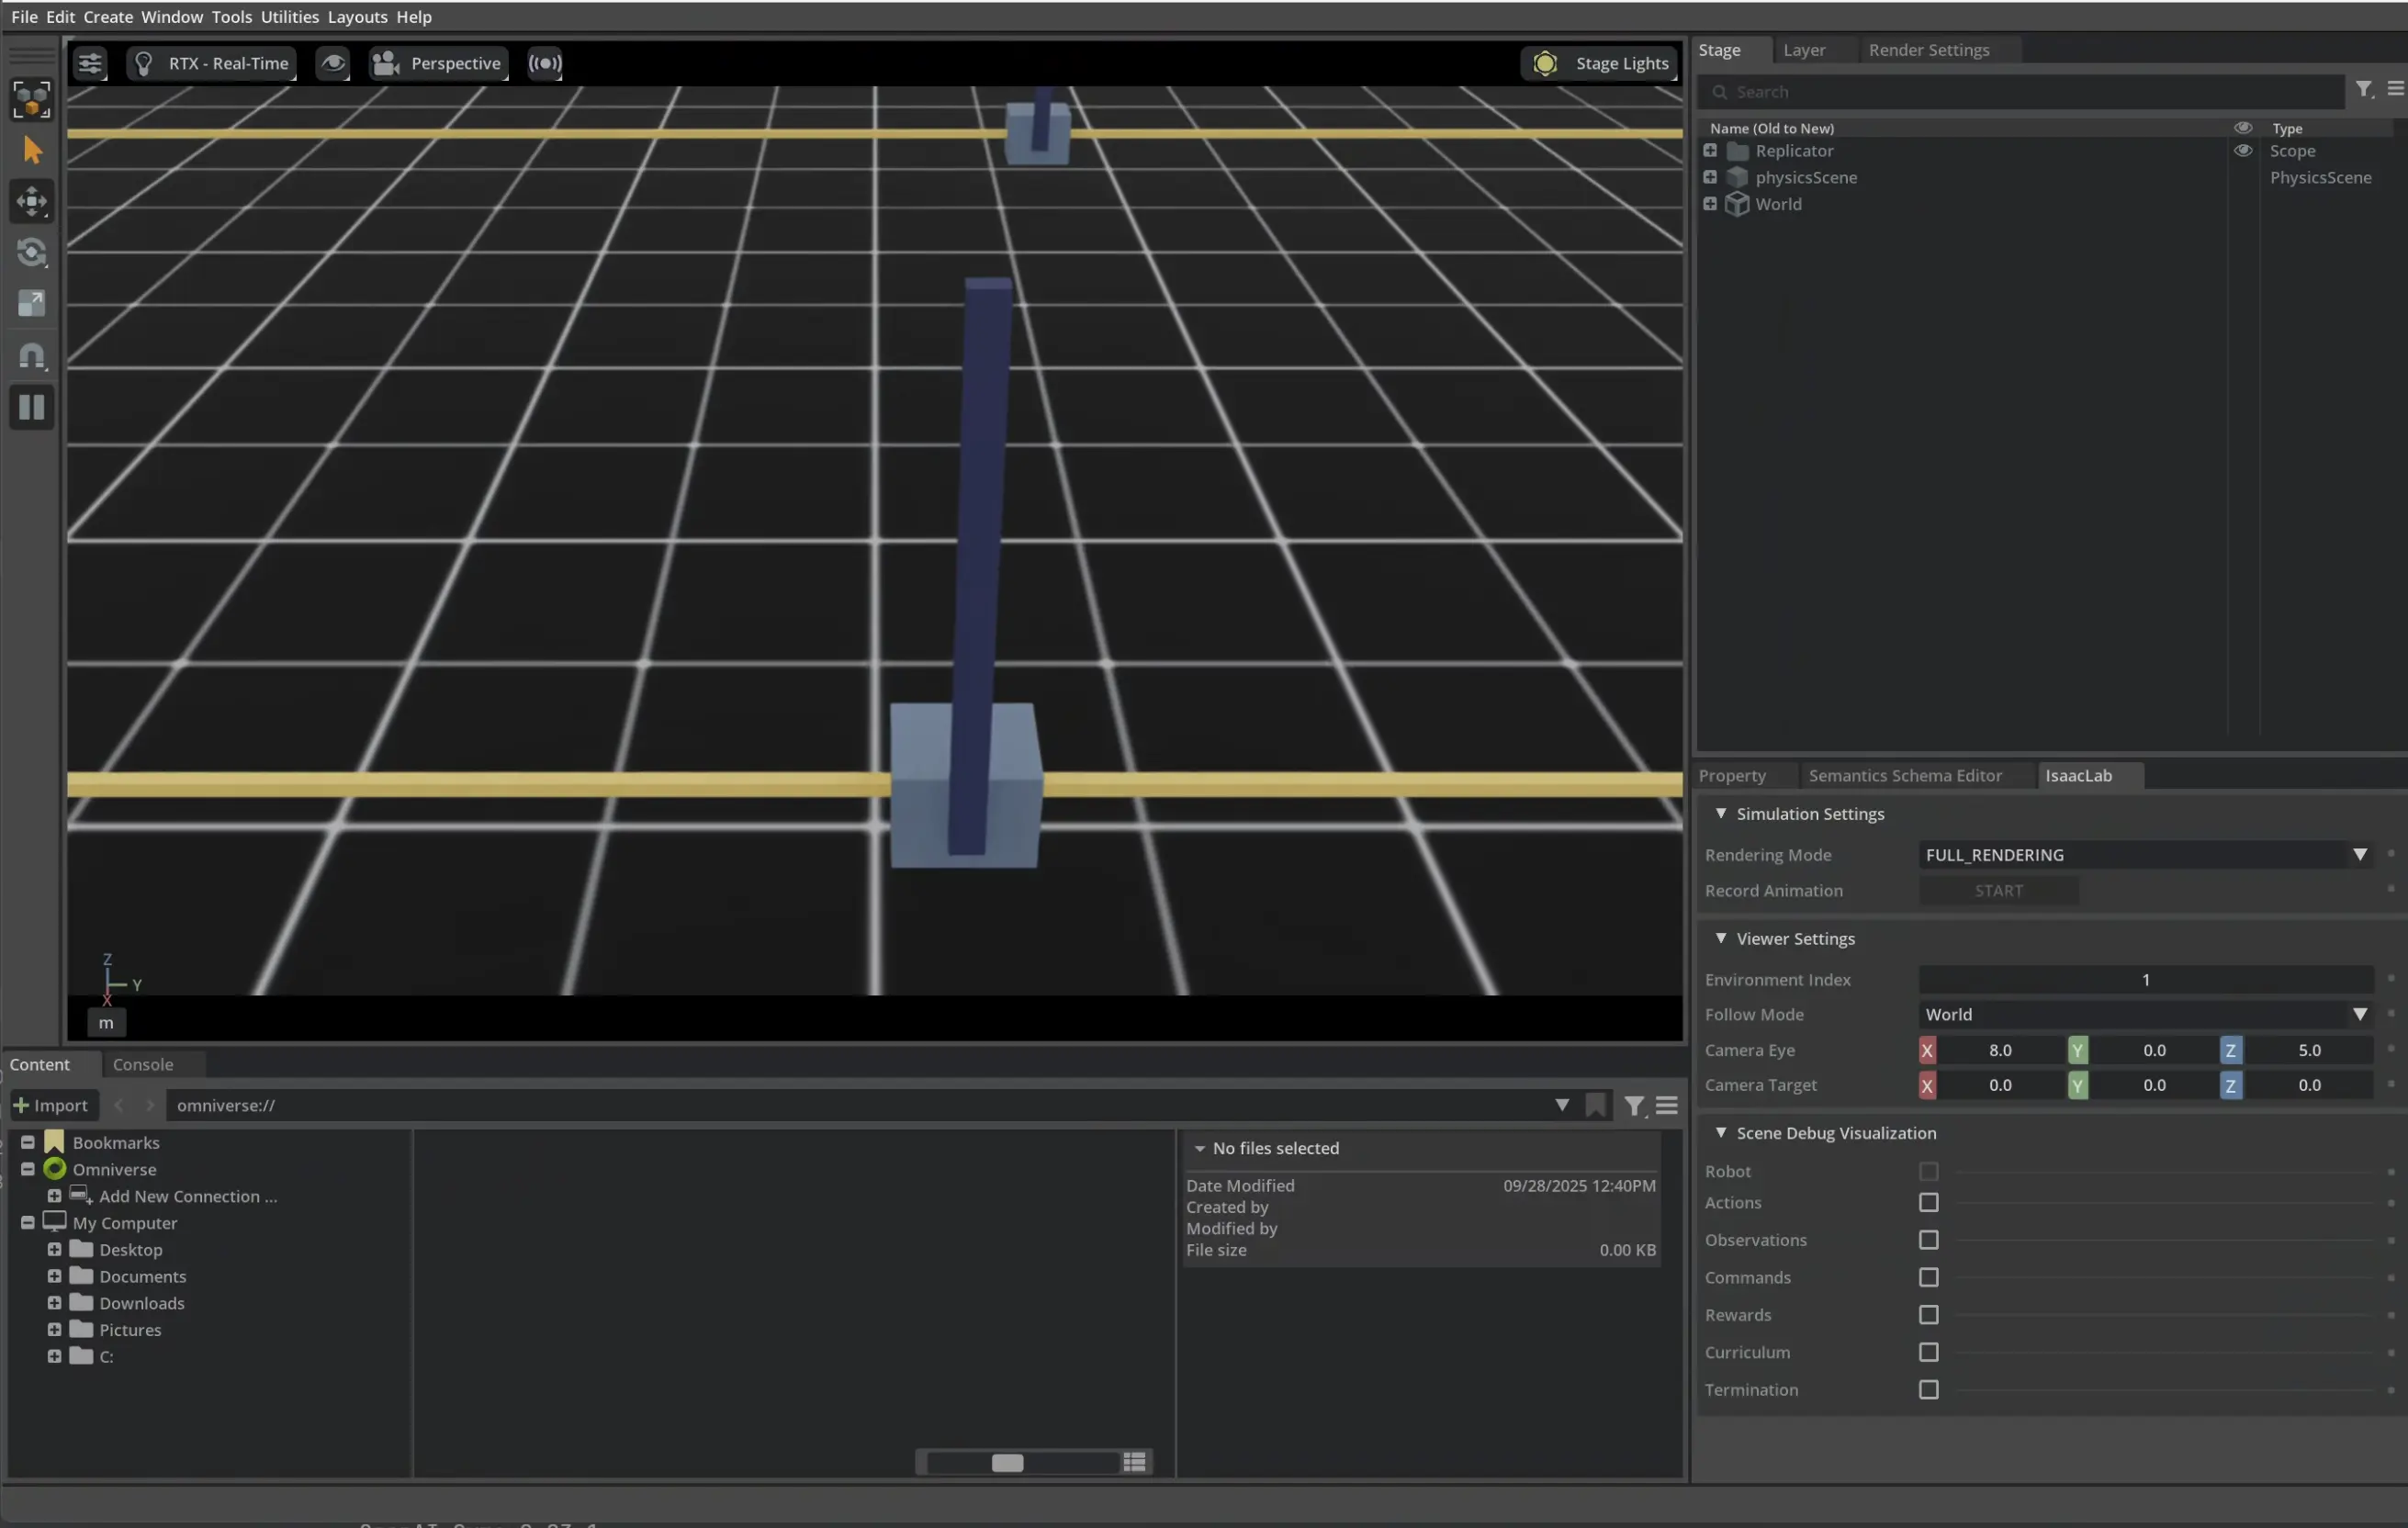 File Edit Create Window Tools Utilities Layouts Help
RTX - Real-Time Perspective Stage Lights
Z
Y
X
m
Stage Layer Render Settings
Search
Name (Old to New) Type
Replicator Scope
physicsScene PhysicsScene
World
Property Semantics Schema Editor IsaacLab
Simulation Settings
Rendering Mode FULL_RENDERING
Record Animation START
Viewer Settings
Environment Index 1
Follow Mode World
Camera Eye X 8.0 Y 0.0 Z 5.0
Camera Target X 0.0 Y 0.0 Z 0.0
Scene Debug Visualization
Robot
Actions
Observations
Commands
Rewards
Curriculum
Termination
Content Console
Import omniverse://
Bookmarks
Omniverse
Add New Connection ...
My Computer
Desktop
Documents
Downloads
Pictures
C:
No files selected
Date Modified 09/28/2025 12:40PM
Created by
Modified by
File size 0.00 KB